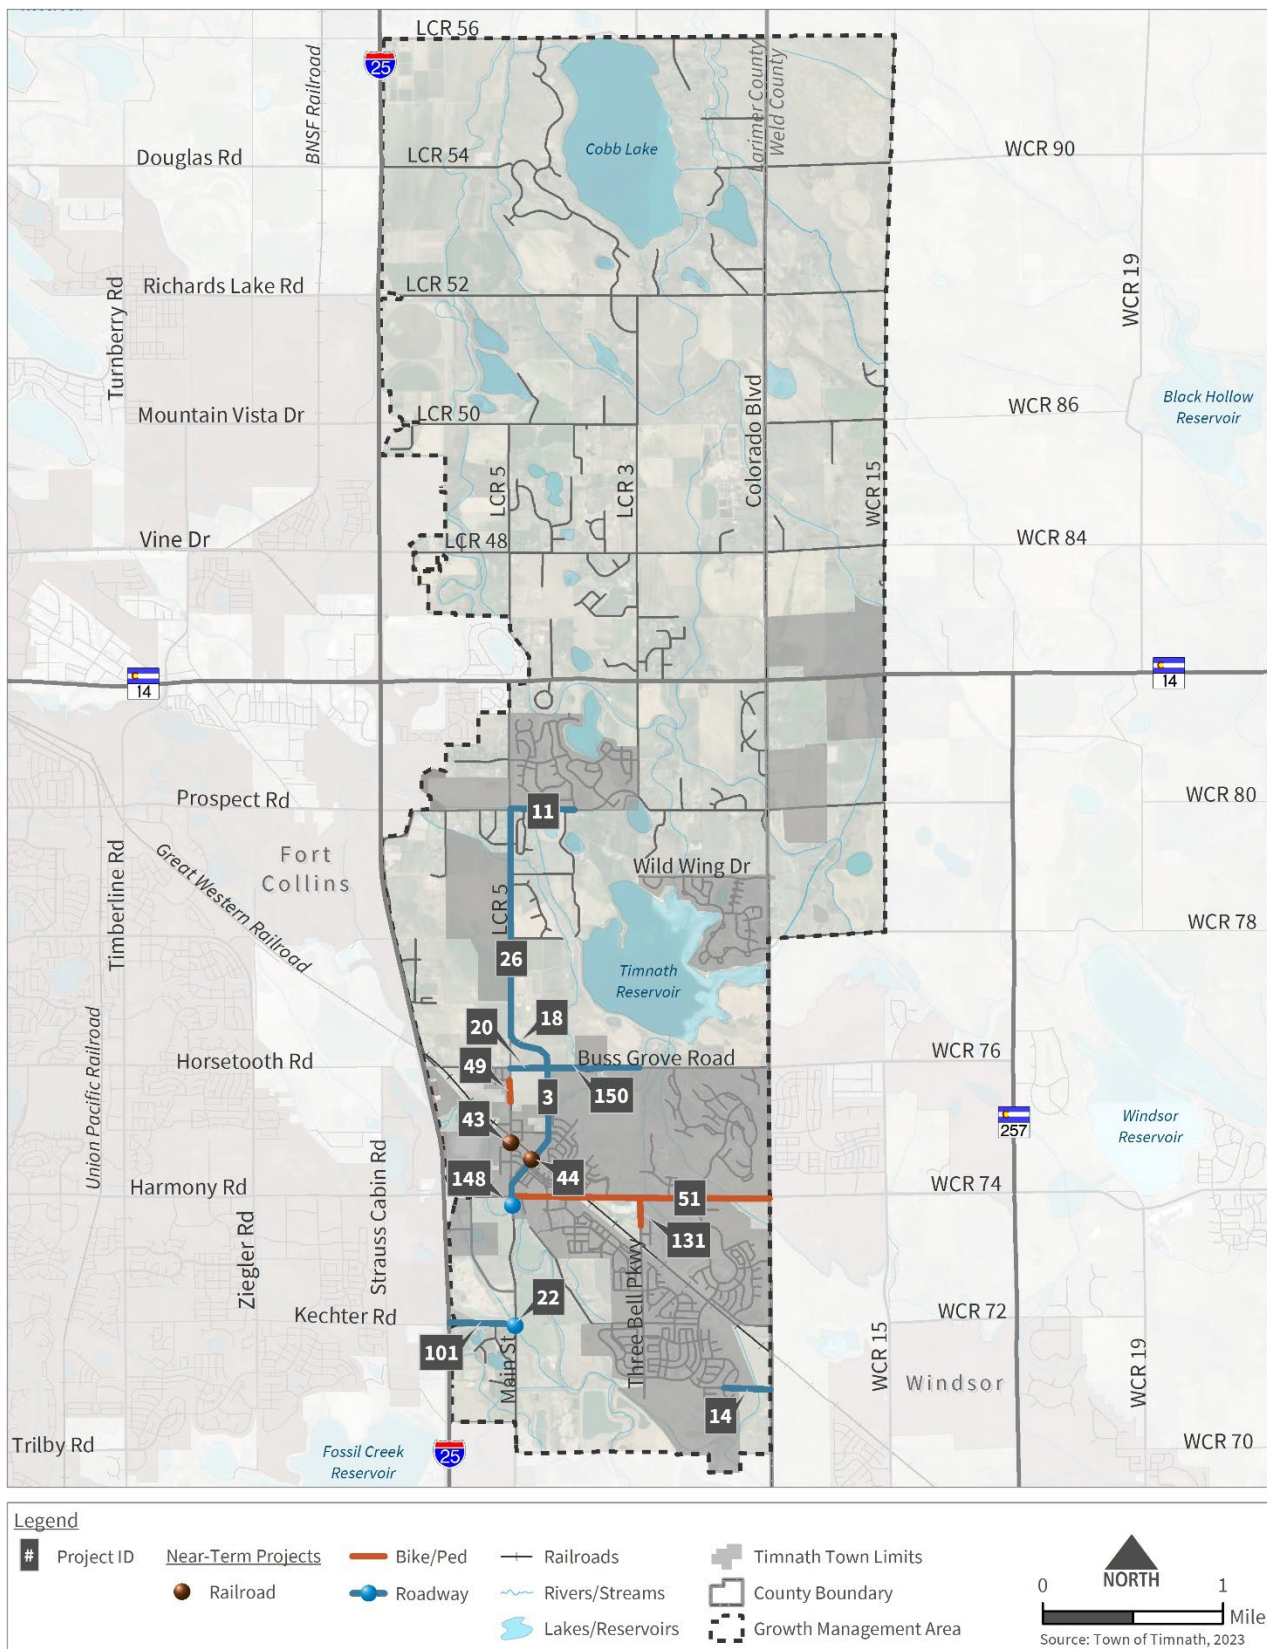 LCR 56
25
BNSF Railroad
Larimer County
Weld County
Cobb Lake
Douglas Rd
LCR 54
WCR 90
Turnberry Rd
Richards Lake Rd
LCR 52
WCR 19
Mountain Vista Dr
LCR 50
Colorado Blvd
WCR 86
Black Hollow
Reservoir
LCR 5
LCR 3
WCR 15
Vine Dr
LCR 48
WCR 84
14
14
Prospect Rd
11
WCR 80
Timberline Rd
Great Western Railroad
Fort
Collins
Wild Wing Dr
LCR 5
WCR 78
26
Timnath
Reservoir
Union Pacific Railroad
20
18
Horsetooth Rd
49
Buss Grove Road
WCR 76
3
150
43
257
Windsor
Reservoir
Strauss Cabin Rd
148
44
Harmony Rd
51
WCR 74
Ziegler Rd
131
Three Bell Pkwy
Kechter Rd
22
WCR 72
101
Main St
WCR 15
Windsor
WCR 19
14
Trilby Rd
Fossil Creek
Reservoir
25
WCR 70
Legend
# Project ID
Near-Term Projects
Railroad
Bike/Ped
Roadway
Railroads
Rivers/Streams
Lakes/Reservoirs
Timnath Town Limits
County Boundary
Growth Management Area
NORTH
0 1
Mile
Source: Town of Timnath, 2023